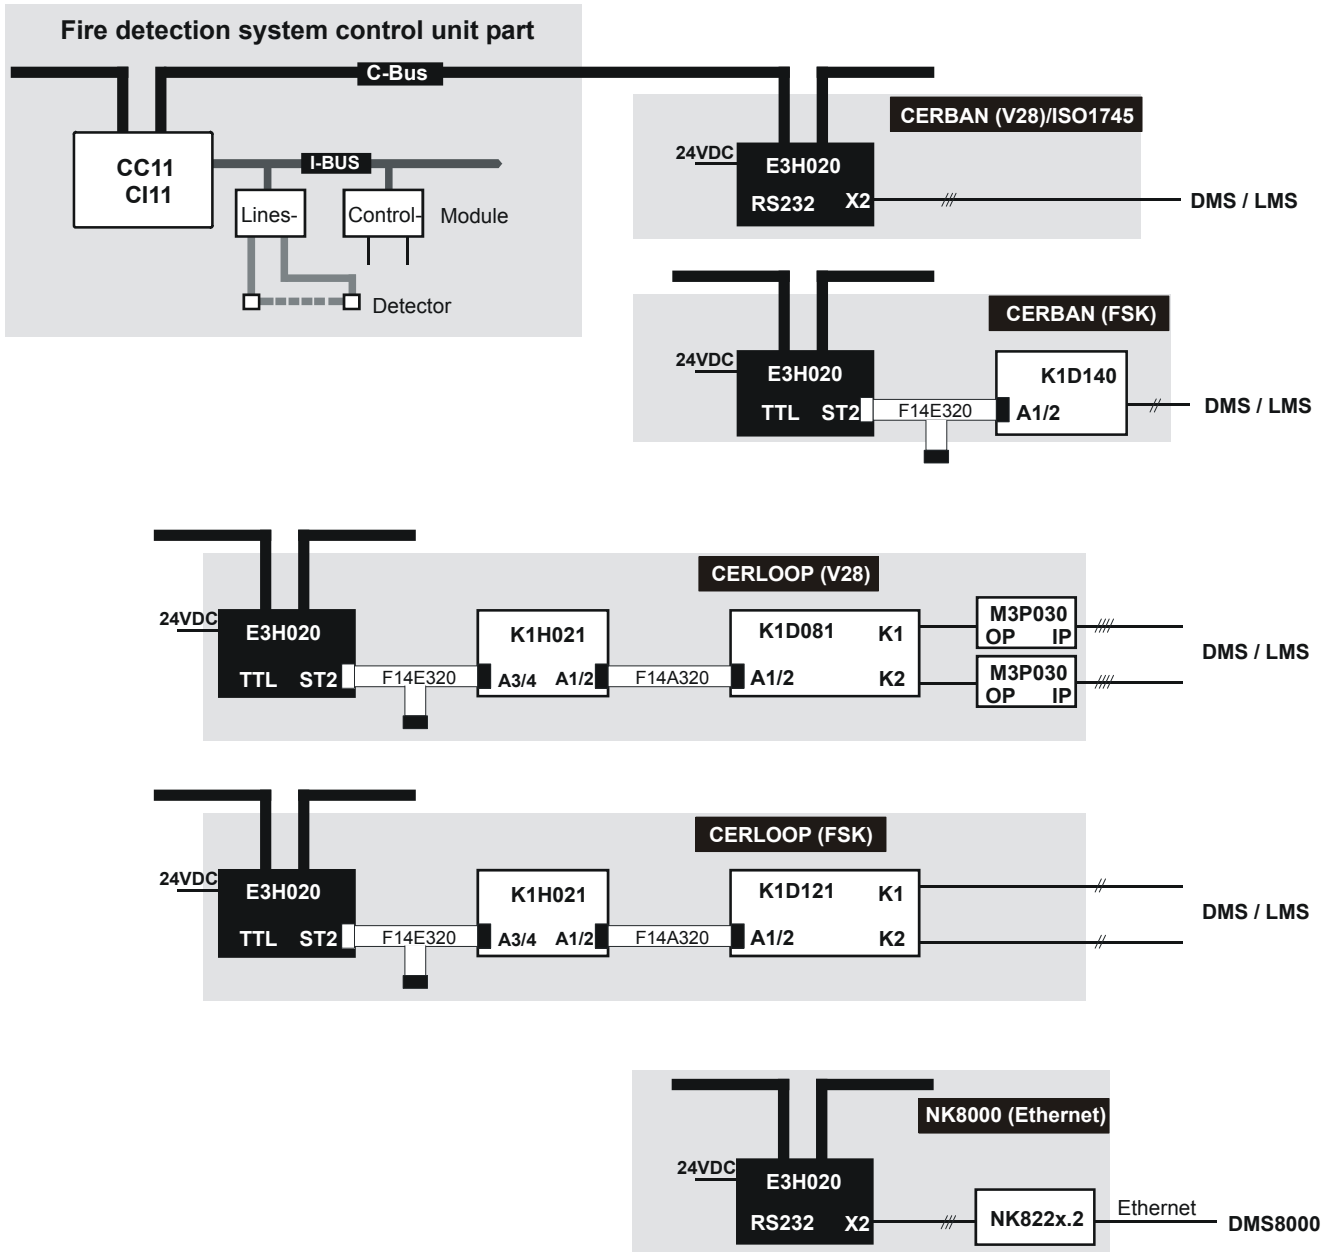 Fire detection system control unit part
C-Bus
CC11
CI11
I-BUS
Lines-
Control-
Module
Detector
CERBAN (V28)/ISO1745
24VDC
E3H020
RS232 X2
DMS / LMS
CERBAN (FSK)
24VDC
E3H020
TTL ST2
F14E320
K1D140
A1/2
DMS / LMS
CERLOOP (V28)
24VDC
E3H020
TTL ST2
F14E320
K1H021
A3/4 A1/2
F14A320
K1D081 K1
A1/2 K2
M3P030
OP IP
M3P030
OP IP
DMS / LMS
CERLOOP (FSK)
24VDC
E3H020
TTL ST2
F14E320
K1H021
A3/4 A1/2
F14A320
K1D121 K1
A1/2 K2
DMS / LMS
NK8000 (Ethernet)
24VDC
E3H020
RS232 X2
NK822x.2
Ethernet
DMS8000